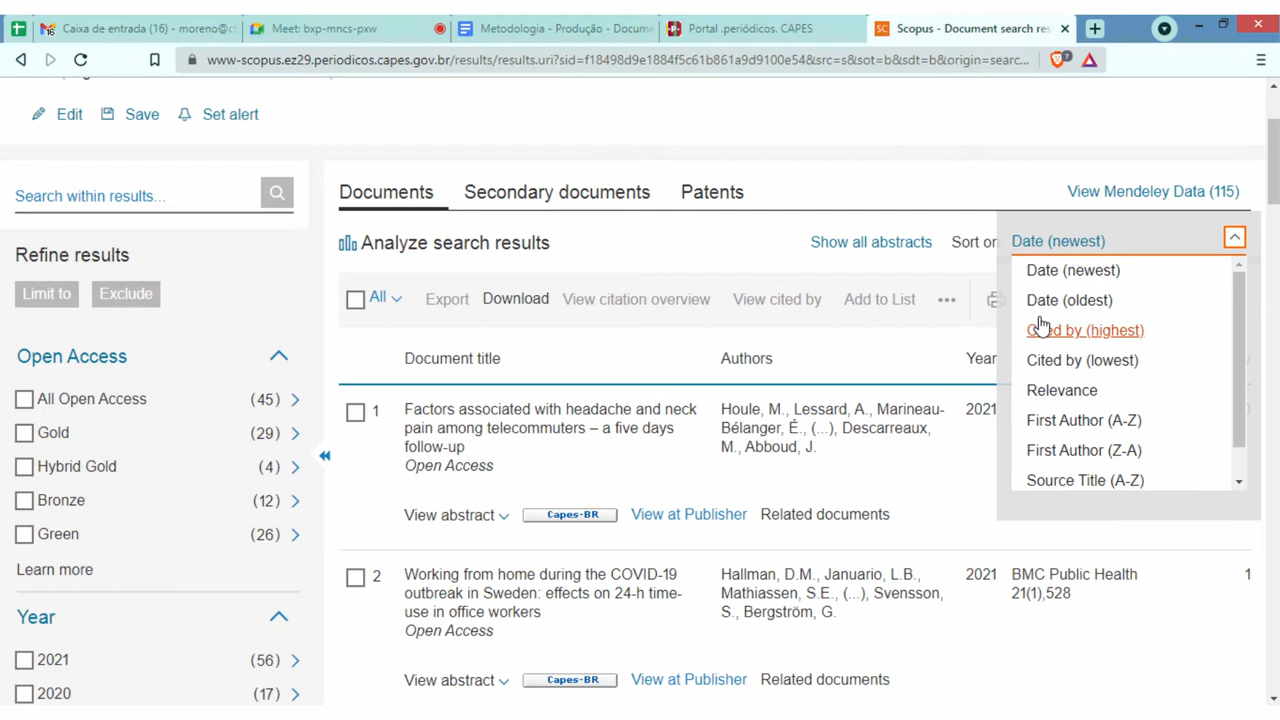 Caixa de entrada (16) - moreno@c
Meet: bxp-mncs-pxw
Metodologia - Produção - Docume
Portal .periódicos. CAPES
SC
Scopus - Document search res
www-scopus.ez29.periodicos.capes.gov.br/results/results.uri?sid=f18498d9e1884f5c61b861a9d9100e54&src=s&sot=b&sdt=b&origin=searc...
7
Edit
Save
Set alert
Search within results...
Documents
Secondary documents
Patents
View Mendeley Data (115)
Refine results
Limit to
Exclude
Analyze search results
Show all abstracts
Sort on
Date (newest)
Date (newest)
Date (oldest)
Cited by (highest)
Cited by (lowest)
Relevance
First Author (A-Z)
First Author (Z-A)
Source Title (A-Z)
All
Export
Download
View citation overview
View cited by
Add to List
•••
Document title
Authors
Year
Open Access
All Open Access
(45)
Gold
(29)
Hybrid Gold
(4)
Bronze
(12)
Green
(26)
Learn more
Year
2021
(56)
2020
(17)
1
Factors associated with headache and neck
pain among telecommuters – a five days
follow-up
Open Access
Houle, M., Lessard, A., Marineau-
Bélanger, É., (...), Descarreaux,
M., Abboud, J.
2021
View abstract
Capes-BR
View at Publisher
Related documents
2
Working from home during the COVID-19
outbreak in Sweden: effects on 24-h time-
use in office workers
Open Access
Hallman, D.M., Januario, L.B.,
Mathiassen, S.E., (...), Svensson,
S., Bergström, G.
2021
BMC Public Health
21(1),528
1
View abstract
Capes-BR
View at Publisher
Related documents